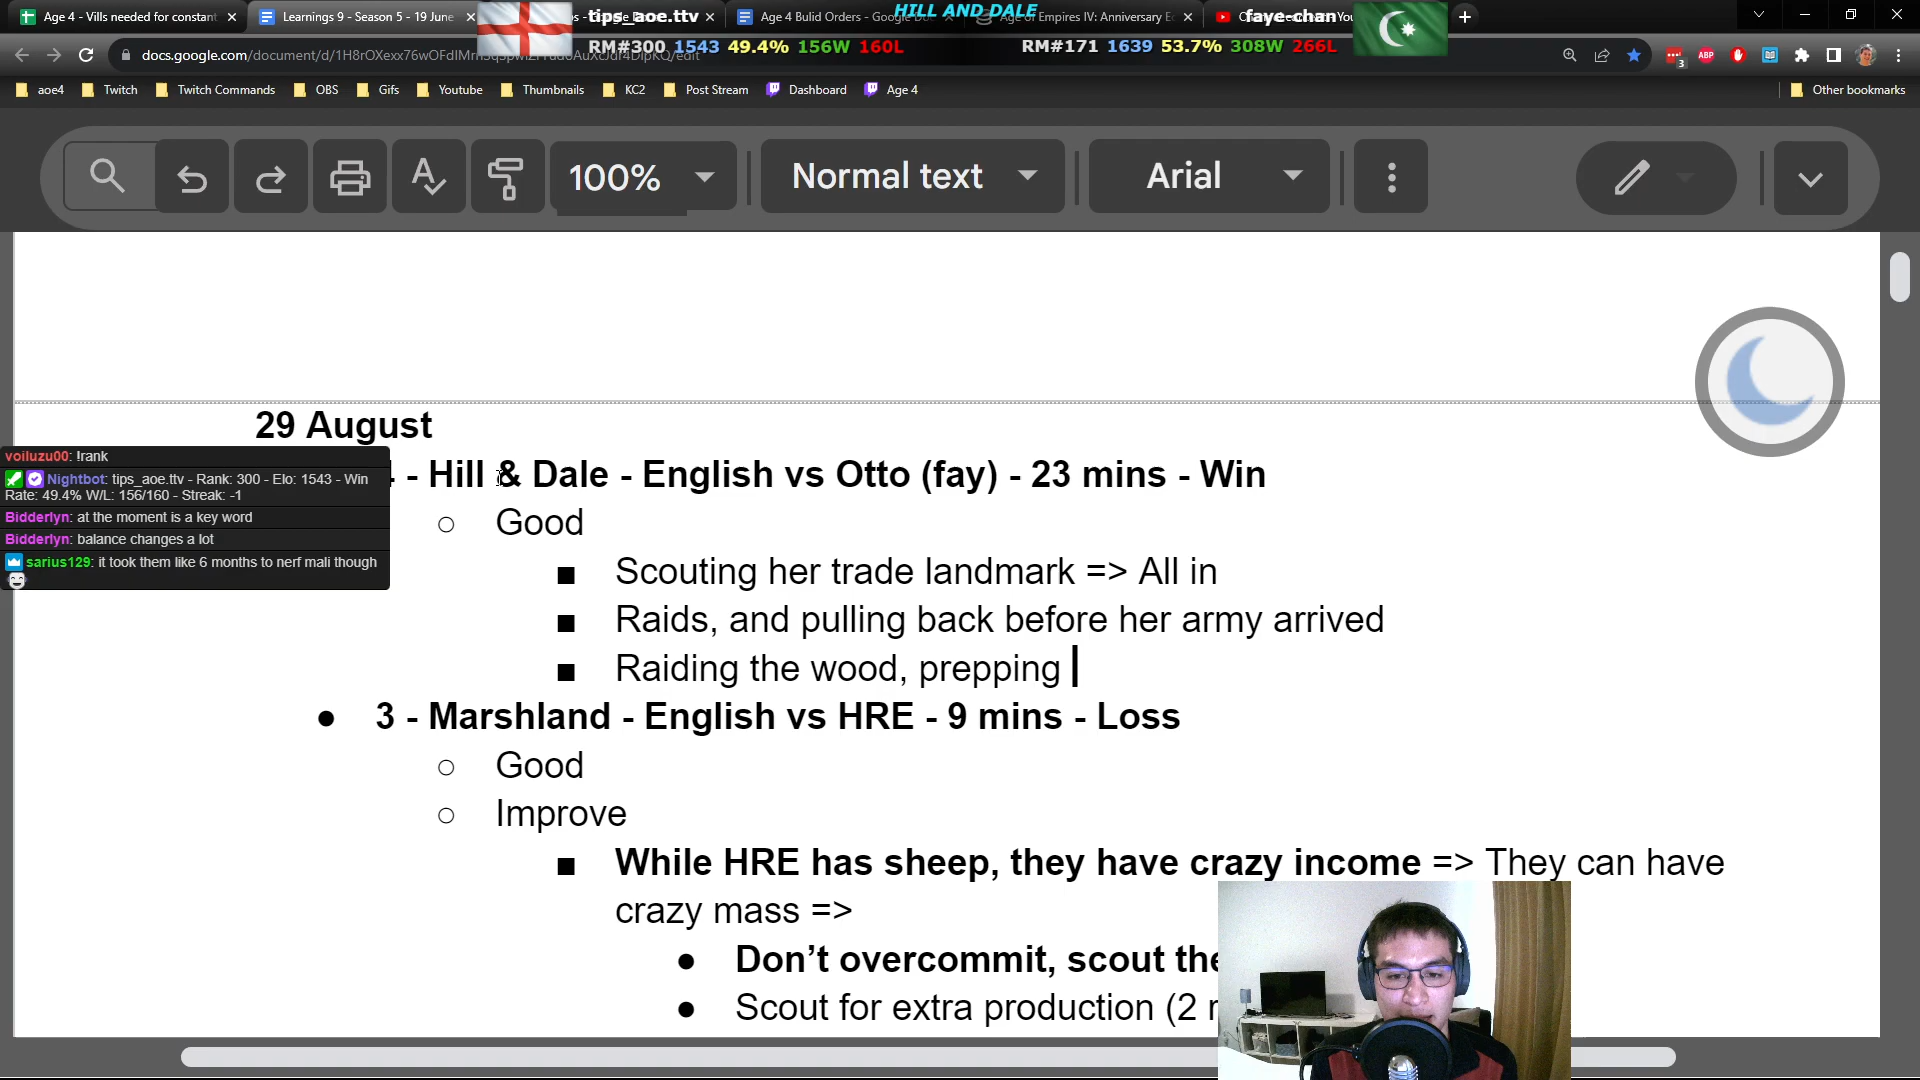 Age 4 - Vills needed for constant
Learnings 9 - Season 5 - 19 June
HILL AND DALE
Age 4 Bulid Orders - Google
Age of Empires IV: Anniversary
tips_aoe.ttv
faye-chan
RM#300 1543 49.4% 156W 160L
RM#171 1639 53.7% 308W 266L
docs.google.com/document/d/
3
ABP
aoe4
Twitch
Twitch Commands
OBS
Gifs
Youtube
Thumbnails
KC2
Post Stream
Dashboard
Age 4
Other bookmarks
100%
Normal text
Arial
29 August
- Hill & Dale - English vs Otto (fay) - 23 mins - Win
○ Good
■ Scouting her trade landmark => All in
■ Raids, and pulling back before her army arrived
■ Raiding the wood, prepping
● 3 - Marshland - English vs HRE - 9 mins - Loss
○ Good
○ Improve
■ While HRE has sheep, they have crazy income => They can have
crazy mass =>
● Don’t overcommit, scout the
● Scout for extra production (2
voiluzu00: !rank
Nightbot: tips_aoe.ttv - Rank: 300 - Elo: 1543 - Win
Rate: 49.4% W/L: 156/160 - Streak: -1
Bidderlyn: at the moment is a key word
Bidderlyn: balance changes a lot
sarius129: it took them like 6 months to nerf mali though